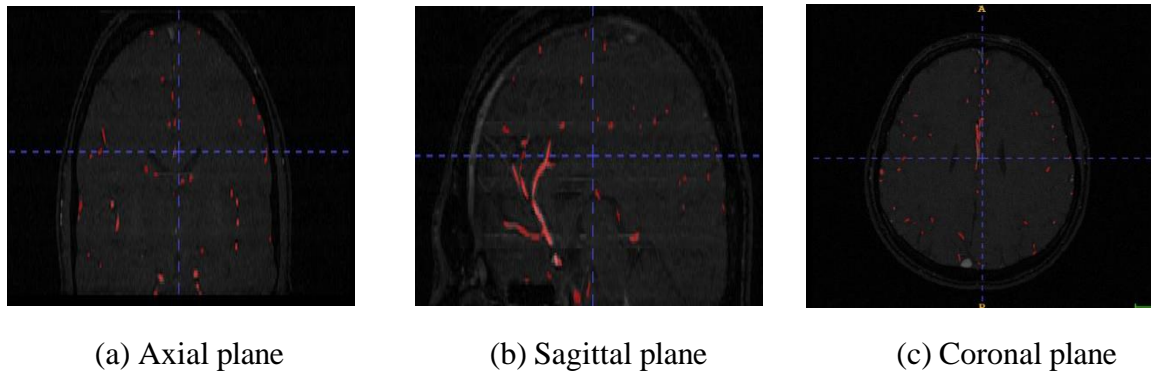 A
(a) Axial plane
(b) Sagittal plane
(c) Coronal plane